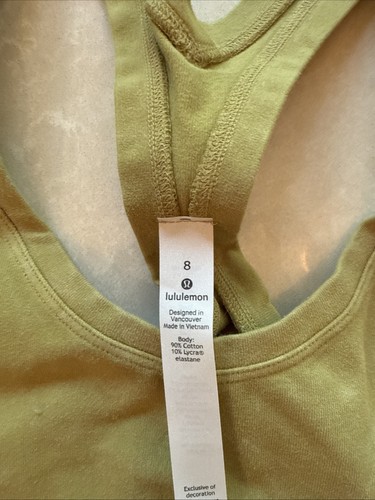 8
lululemon
Designed in
Vancouver
Made in Vietnam
Body:
90% Cotton
10% Lycra®
elastane
Exclusive of
decoration